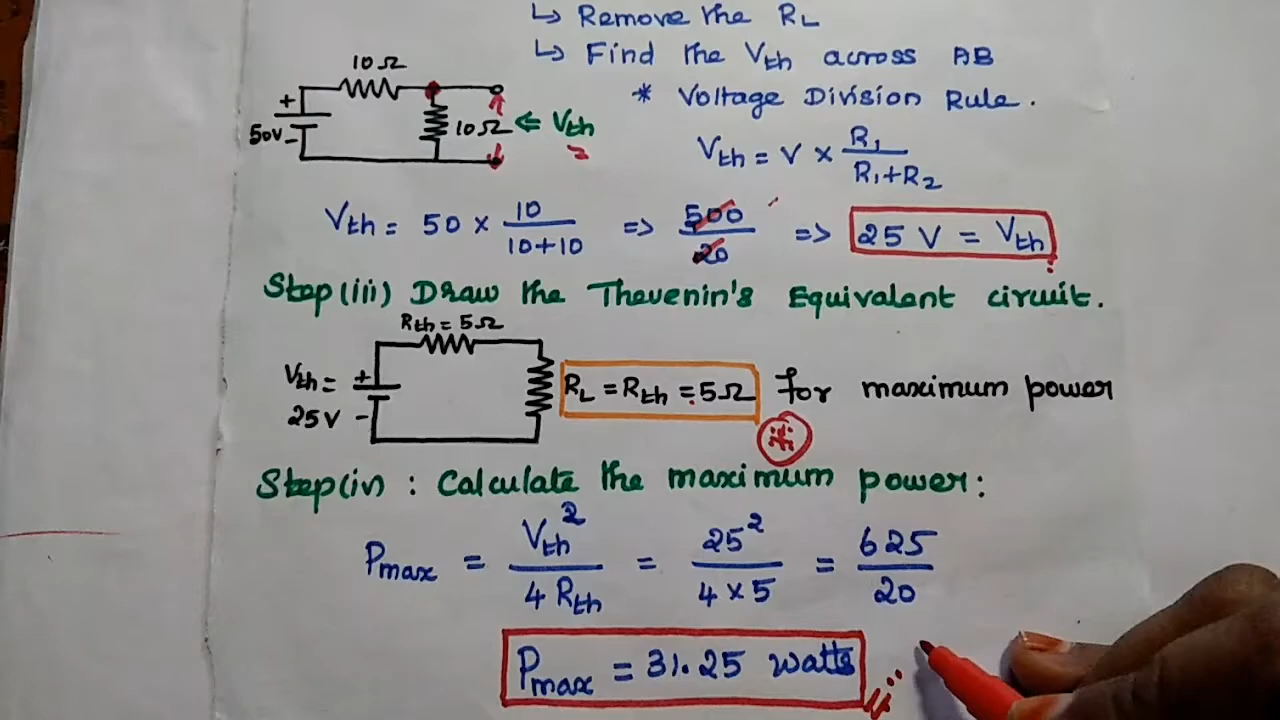 ↳ Remove the RL
↳ Find the Vth across AB
* Voltage Division Rule.
10Ω
+
50V -
10Ω ⇐ Vth
Vth = V × R1 / R1+R2
Vth = 50 × 10 / 10+10 => 500 / 20 => 25 V = Vth
Step(iii) Draw the Thevenin's Equivalent circuit.
Rth = 5Ω
Vth = +
25V -
RL = Rth = 5Ω for maximum power
Step(iv) : Calculate the maximum power:
Pmax = Vth² / 4 Rth = 25² / 4 × 5 = 625 / 20
Pmax = 31.25 watts